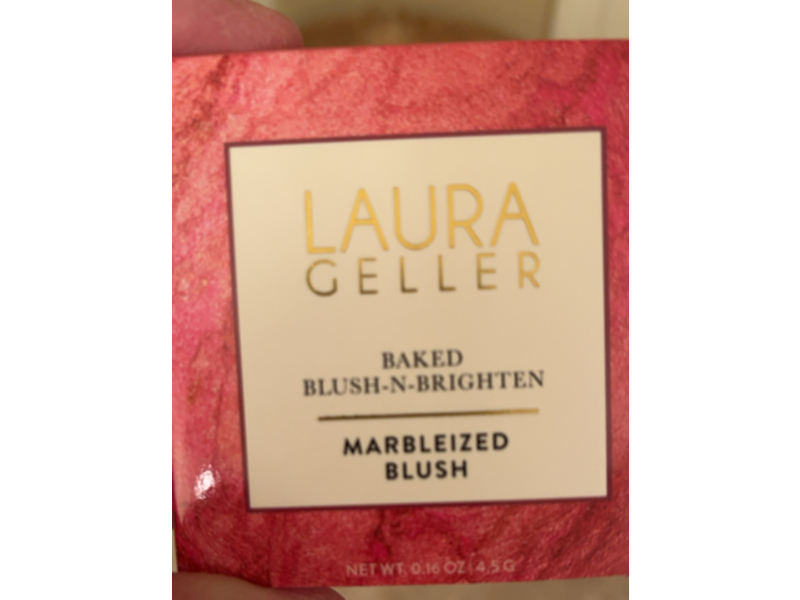 LAURA
GELLER
BAKED
BLUSH-N-BRIGHTEN
MARBLEIZED
BLUSH
NET WT. 0.16 OZ | 4.5 G